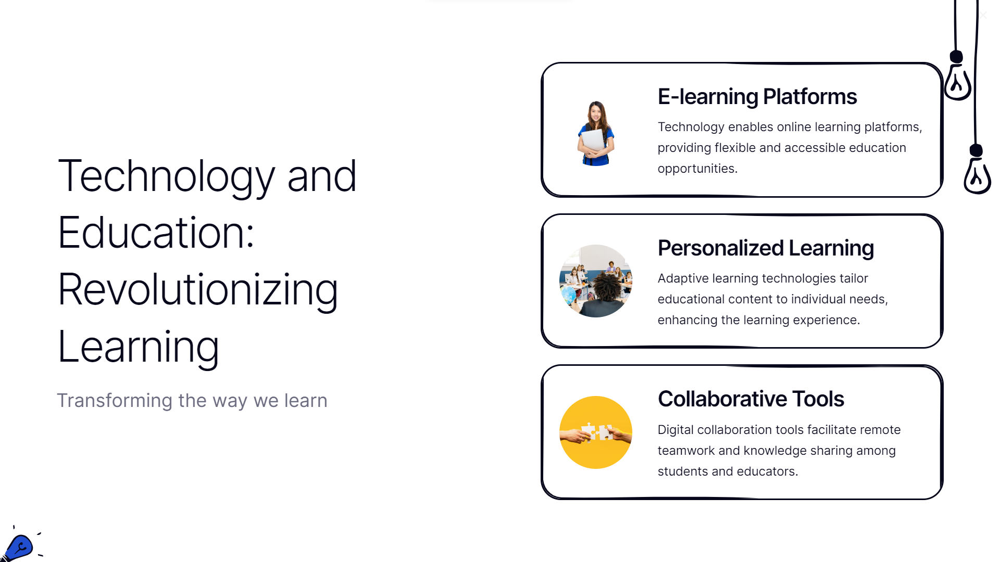 Technology and
Education:
Revolutionizing
Learning
Transforming the way we learn
E-learning Platforms
Technology enables online learning platforms,
providing flexible and accessible education
opportunities.
Personalized Learning
Adaptive learning technologies tailor
educational content to individual needs,
enhancing the learning experience.
Collaborative Tools
Digital collaboration tools facilitate remote
teamwork and knowledge sharing among
students and educators.